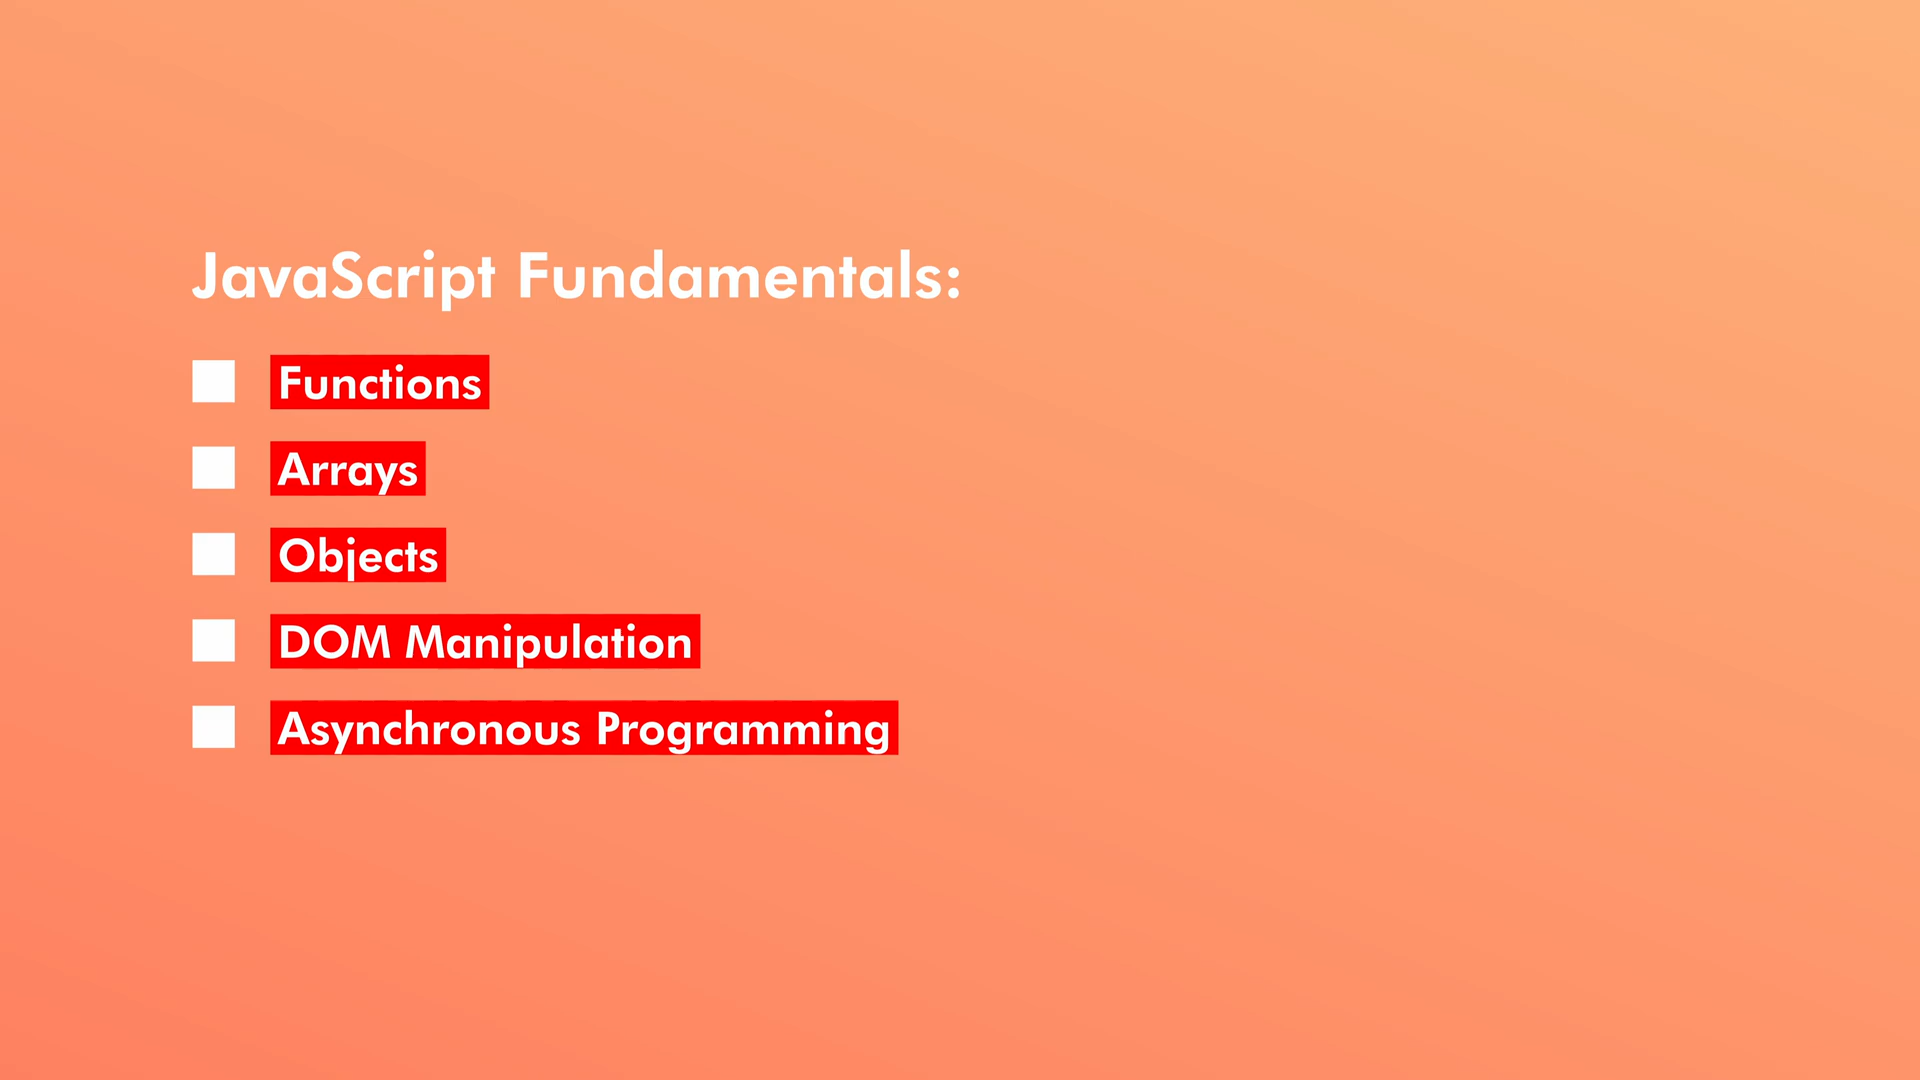 JavaScript Fundamentals:
Functions
Arrays
Objects
DOM Manipulation
Asynchronous Programming